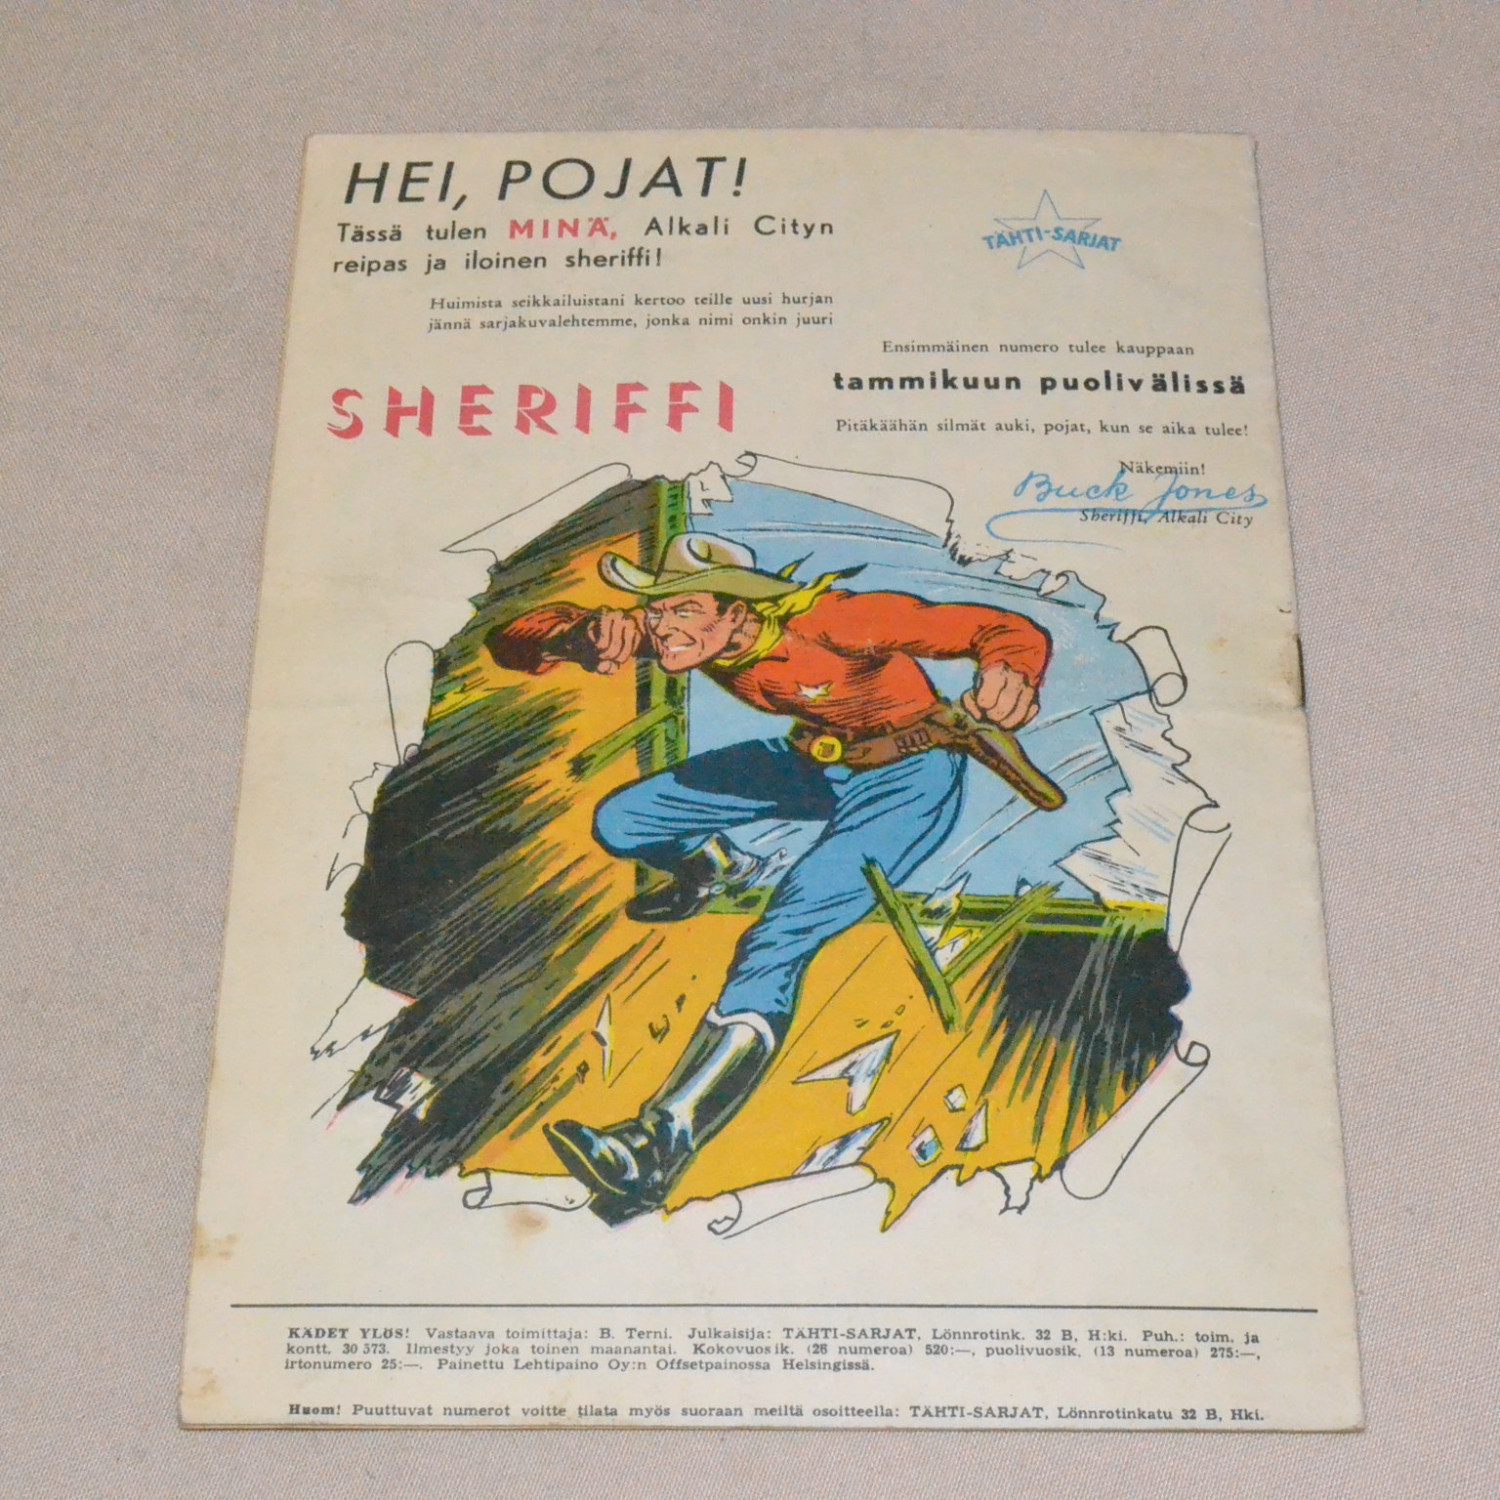 HEI, POJAT!
Tässä tulen MINÄ, Alkali Cityn
reipas ja iloinen sheriffi!
Huimista seikkailuistani kertoo teille uusi hurjan
jännä sarjakuvalehtemme, jonka nimi onkin juuri
SHERIFFI
TÄHTI-SARJAT
Ensimmäinen numero tulee kauppaan
tammikuun puolivälissä
Pitäkäähän silmät auki, pojat, kun se aika tulee!
Näkemiin!
Buck Jones
Sheriffi, Alkali City
KÄDET YLÖS! Vastaava toimittaja: B. Terni. Julkaisija: TÄHTI-SARJAT, Lönnrotink. 32 B, H:ki. Puh.: toim. ja
kontt. 30 573. Ilmestyy joka toinen maanantai. Kokovuosik. (26 numeroa) 520:—, puolivuosik. (13 numeroa) 275:—,
irtonumero 25:—. Painettu Lehtipaino Oy:n Offsetpainossa Helsingissä.
Huom! Puuttuvat numerot voitte tilata myös suoraan meiltä osoitteella: TÄHTI-SARJAT, Lönnrotinkatu 32 B, Hki.